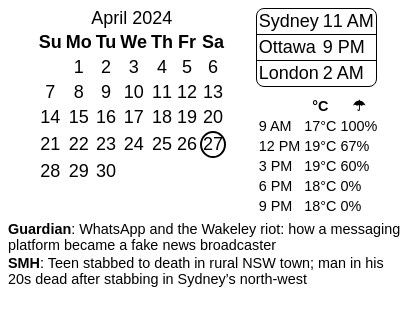 April 2024
Su Mo Tu We Th Fr Sa
1 2 3 4 5 6
7 8 9 10 11 12 13
14 15 16 17 18 19 20
21 22 23 24 25 26 27
28 29 30
Sydney 11 AM
Ottawa 9 PM
London 2 AM
°C ☂
9 AM 17°C 100%
12 PM 19°C 67%
3 PM 19°C 60%
6 PM 18°C 0%
9 PM 18°C 0%
Guardian: WhatsApp and the Wakeley riot: how a messaging
platform became a fake news broadcaster
SMH: Teen stabbed to death in rural NSW town; man in his
20s dead after stabbing in Sydney's north-west